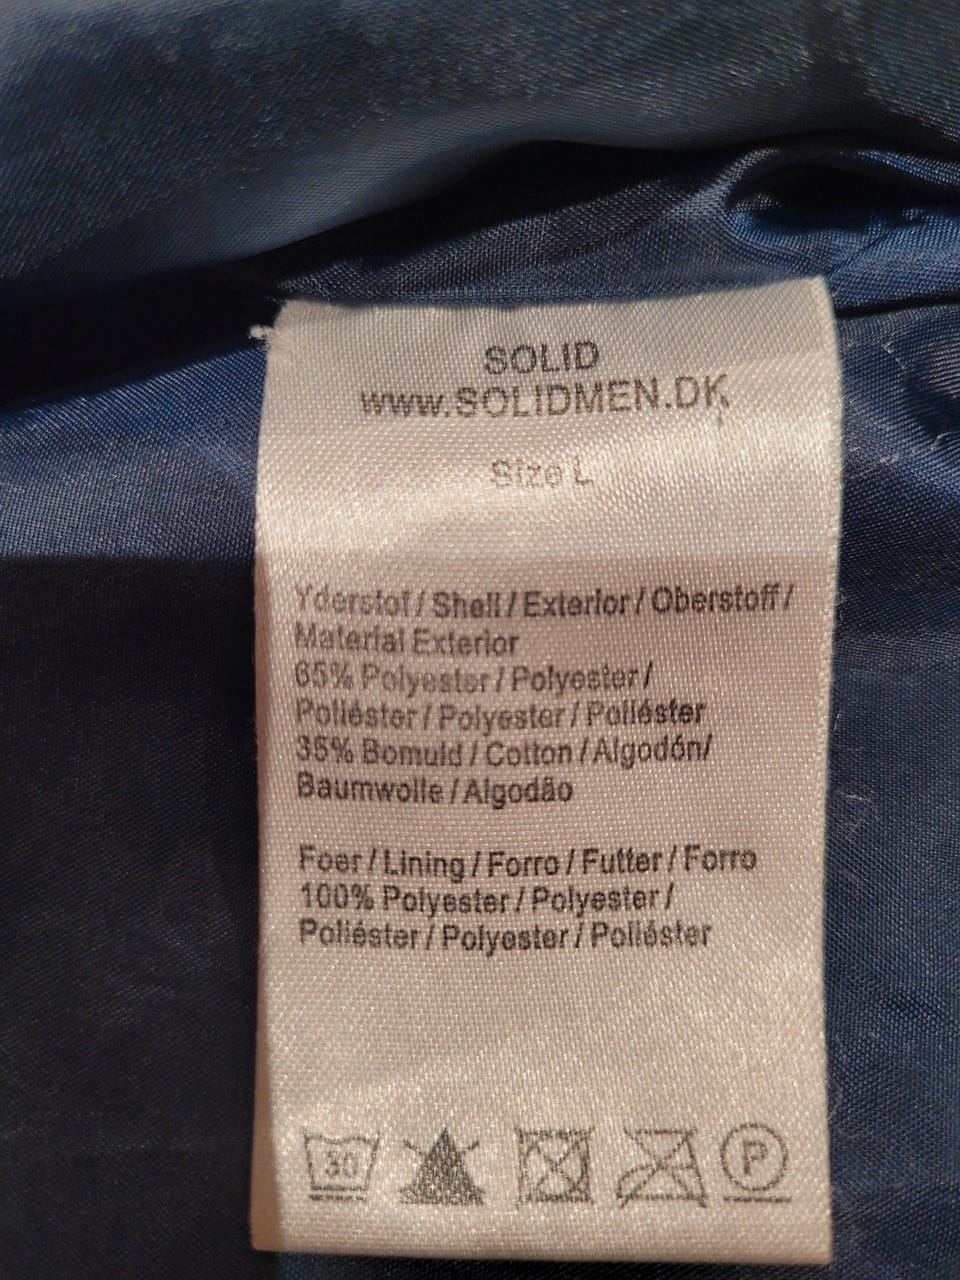 SOLID
www.SOLIDMEN.DK
Size L
Yderstof / Shell / Exterior / Oberstoff /
Material Exterior
65% Polyester / Polyester /
Poliéster / Polyester / Poliéster
35% Bomuld / Cotton / Algodón/
Baumwolle / Algodão
Foer / Lining / Forro / Futter / Forro
100% Polyester / Polyester /
Poliéster / Polyester / Poliéster
30 P